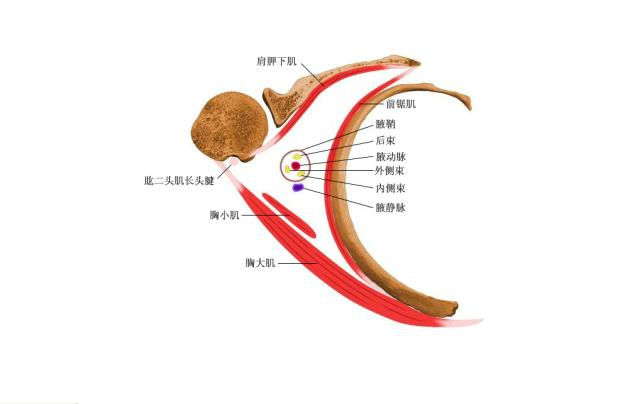 肩胛下肌
前锯肌
腋鞘
后束
腋动脉
外侧束
内侧束
腋静脉
肱二头肌长头腱
胸小肌
胸大肌